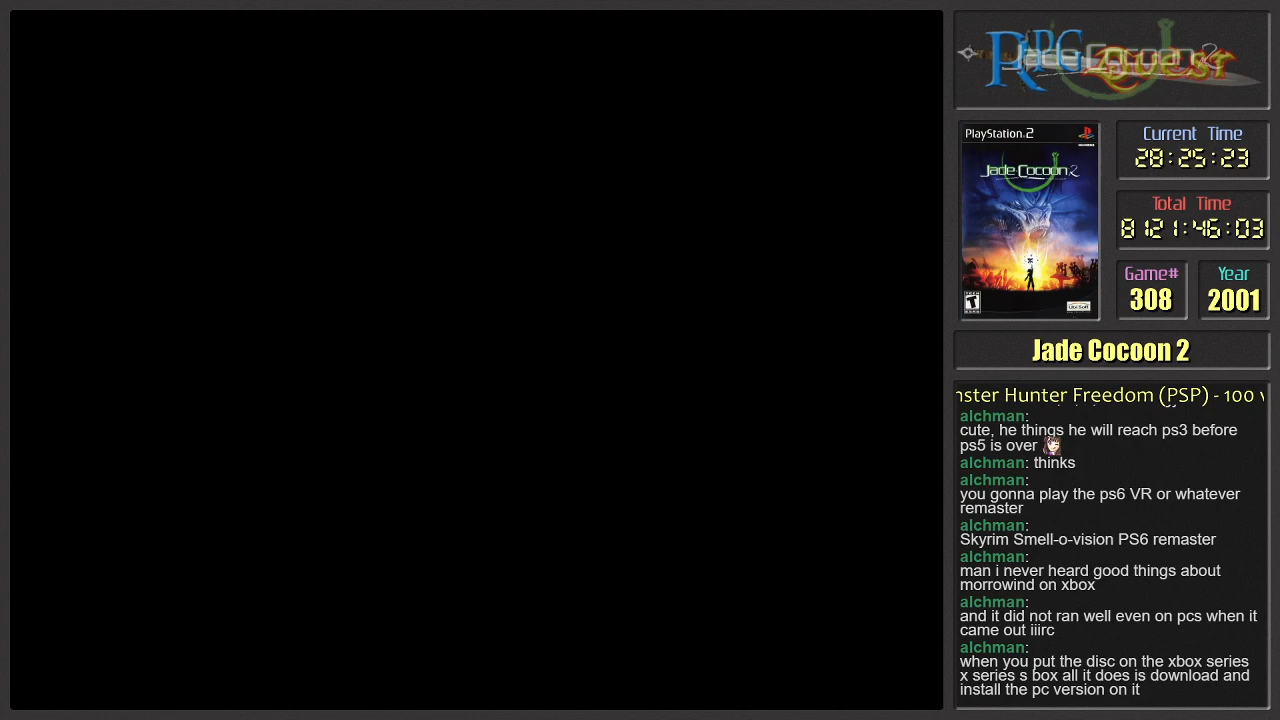 RPG Quest
Jade Cocoon 2
PlayStation 2
Jade Cocoon 2
TEEN
Ubi Soft
Current Time
28:25:23
Total Time
8121:46:03
Game#
308
Year
2001
Jade Cocoon 2
nster Hunter Freedom (PSP) - 100
alchman:
cute, he things he will reach ps3 before
ps5 is over
alchman: thinks
alchman:
you gonna play the ps6 VR or whatever
remaster
alchman:
Skyrim Smell-o-vision PS6 remaster
alchman:
man i never heard good things about
morrowind on xbox
alchman:
and it did not ran well even on pcs when it
came out iiirc
alchman:
when you put the disc on the xbox series
x series s box all it does is download and
install the pc version on it